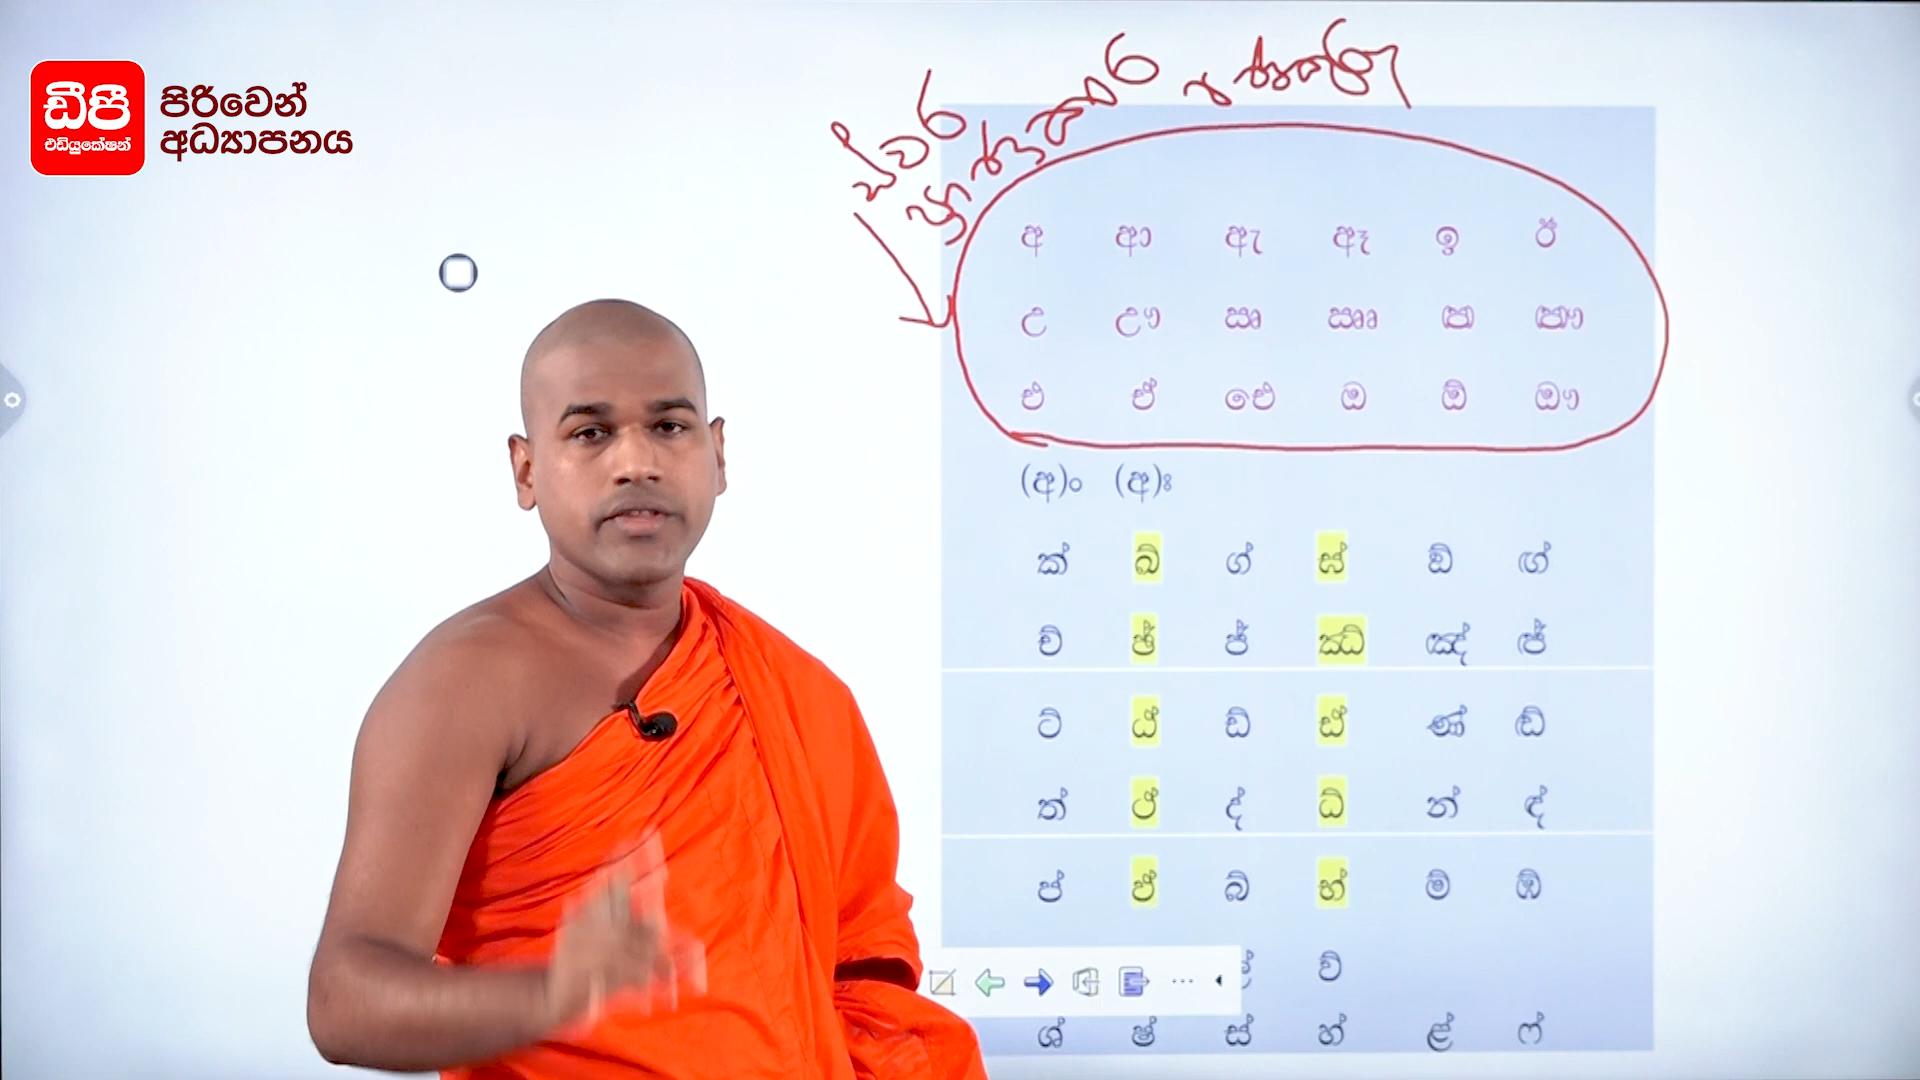 ඩීපී
එඩියුකේෂන්
පිරිවෙන්
අධ්‍යාපනය
ස්වර
අ ආ ඇ ඈ ඉ ඊ
උ ඌ ඍ ඎ ඏ ඐ
එ ඒ ඓ ඔ ඕ ඖ
(අ)ං (අ)ඃ
ක් ඛ් ග් ඝ් ඞ් ඟ්
ච් ඡ් ජ් ඣ් ඤ් ඦ්
ට් ඨ් ඩ් ඪ් ණ් ඬ්
ත් ථ් ද් ධ් න් ඳ්
ප් ඵ් බ් භ් ම් ඹ්
ව්
ශ් ෂ් ස් හ් ළ් ෆ්